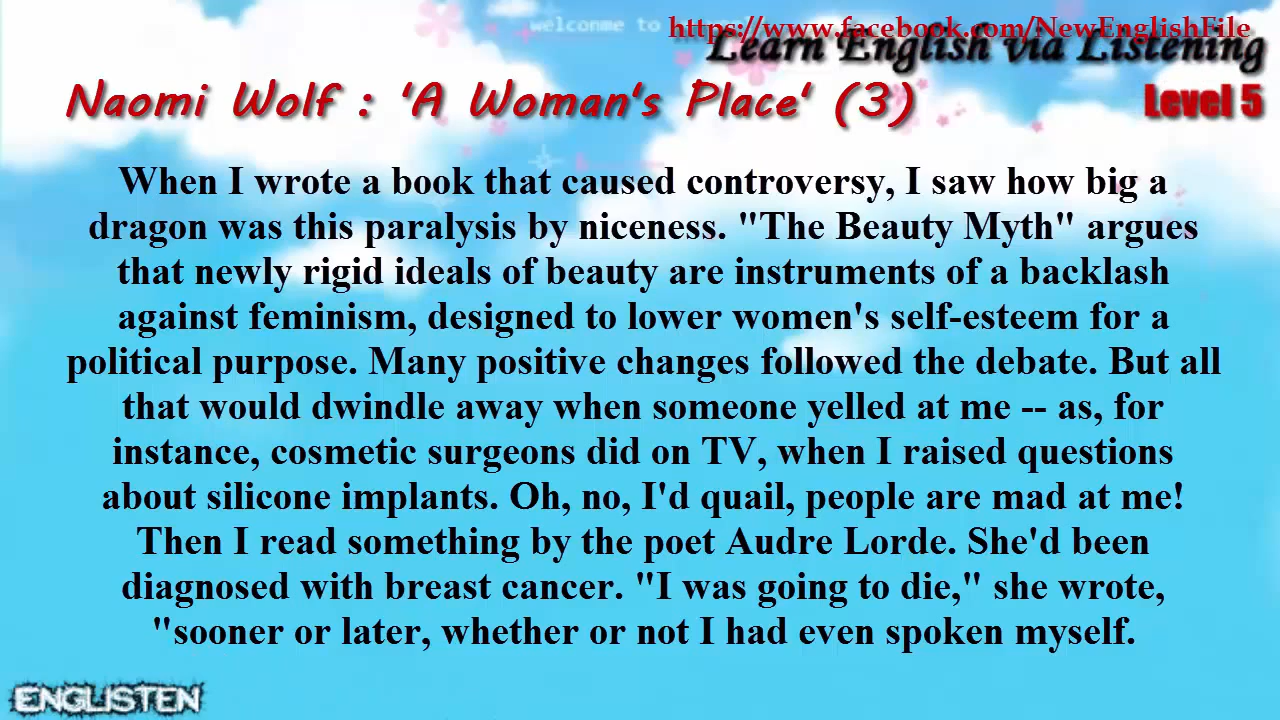 welconme to
https://www.facebook.com/NewEnglishFile
Learn English via Listening
Naomi Wolf : 'A Woman's Place' (3)
Level 5
When I wrote a book that caused controversy, I saw how big a
dragon was this paralysis by niceness. "The Beauty Myth" argues
that newly rigid ideals of beauty are instruments of a backlash
against feminism, designed to lower women's self-esteem for a
political purpose. Many positive changes followed the debate. But all
that would dwindle away when someone yelled at me -- as, for
instance, cosmetic surgeons did on TV, when I raised questions
about silicone implants. Oh, no, I'd quail, people are mad at me!
Then I read something by the poet Audre Lorde. She'd been
diagnosed with breast cancer. "I was going to die," she wrote,
"sooner or later, whether or not I had even spoken myself.
ENGLISTEN